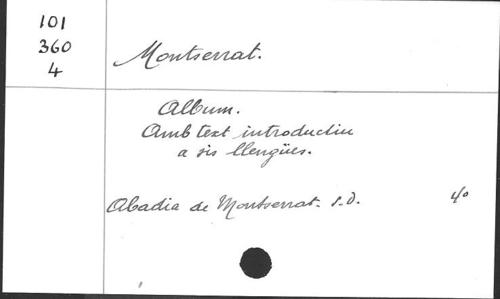 101
360
4
Montserrat.
Album.
Amb text introductiu
a sis llengües.
Abadia de Montserrat. s.d. 4º